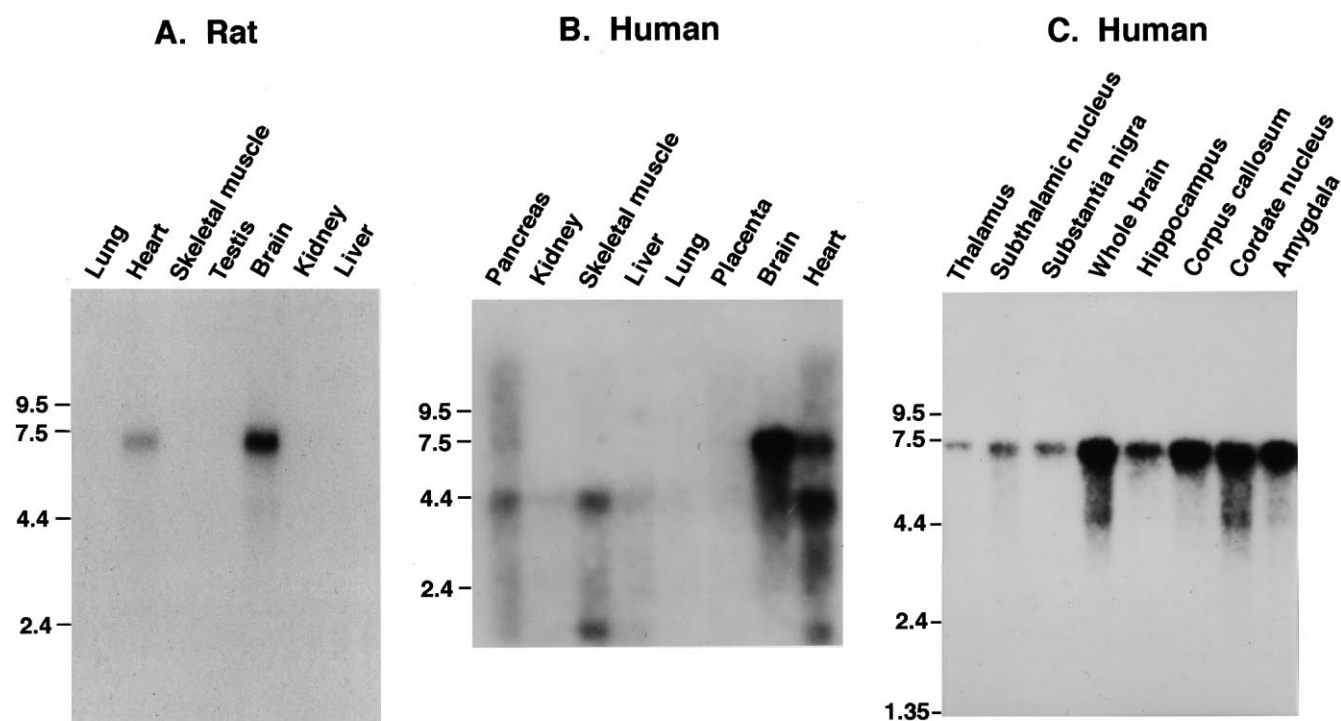 A. Rat
Lung
Heart
Skeletal muscle
Testis
Brain
Kidney
Liver
9.5
7.5
4.4
2.4
B. Human
Pancreas
Kidney
Skeletal muscle
Liver
Lung
Placenta
Brain
Heart
9.5
7.5
4.4
2.4
C. Human
Thalamus
Subthalamic nucleus
Substantia nigra
Whole brain
Hippocampus
Corpus callosum
Cordate nucleus
Amygdala
9.5
7.5
4.4
2.4
1.35